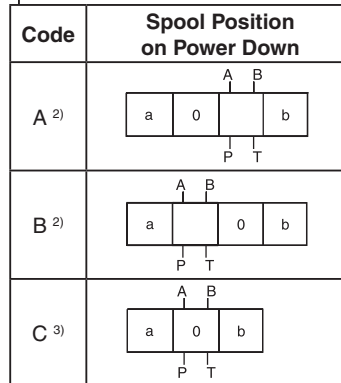 Code Spool Position
on Power Down
A B
A 2) a 0 b
P T
A B
B 2) a 0 b
P T
A B
C 3) a 0 b
P T